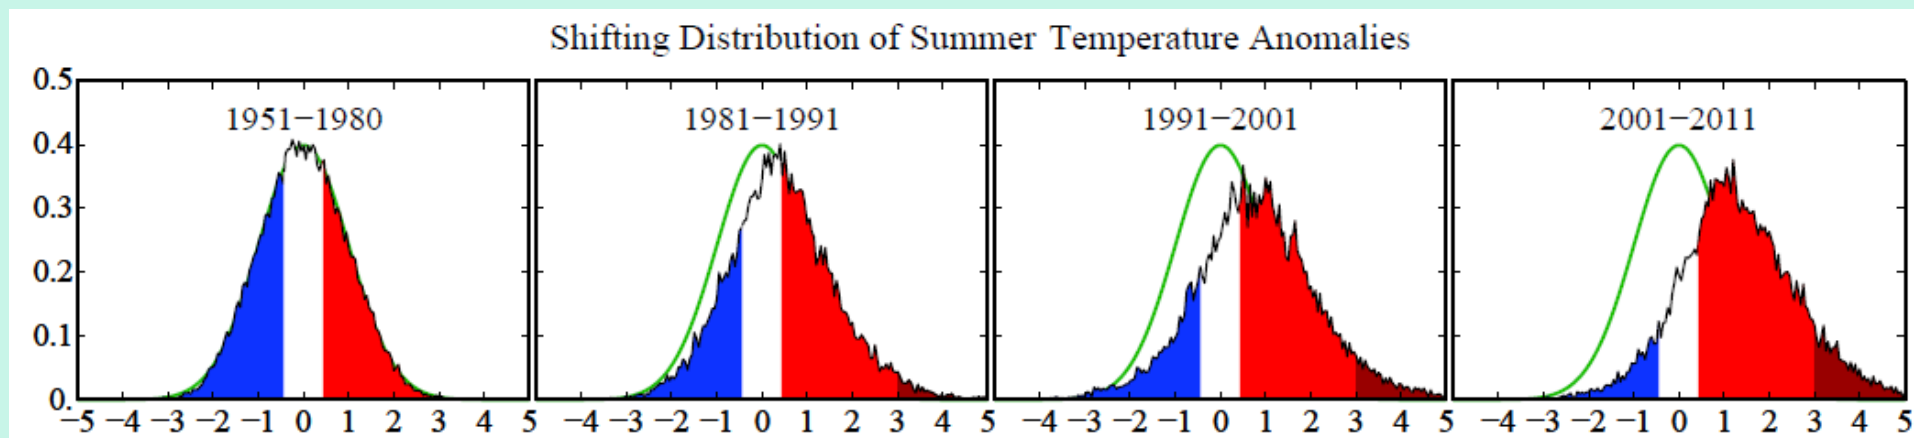 Shifting Distribution of Summer Temperature Anomalies
1951−1980
1981−1991
1991−2001
2001−2011
0.5
0.4
0.3
0.2
0.1
0.
−5 −4 −3 −2 −1 0 1 2 3 4 5
−4 −3 −2 −1 0 1 2 3 4 5
−4 −3 −2 −1 0 1 2 3 4 5
−4 −3 −2 −1 0 1 2 3 4 5